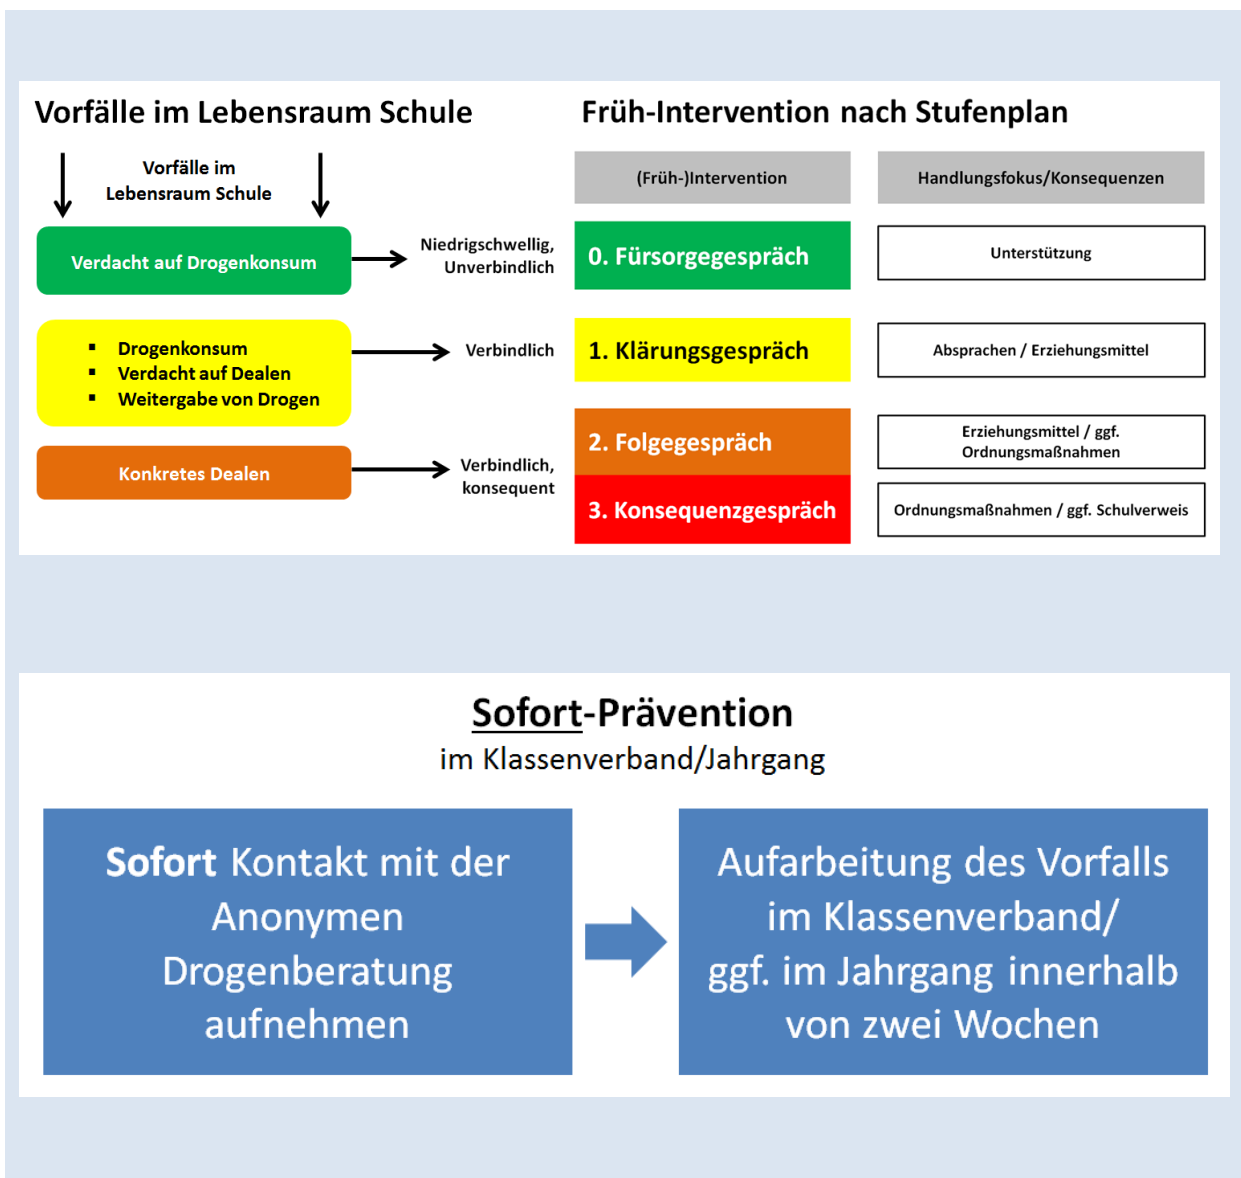 Vorfälle im Lebensraum Schule
Vorfälle im
Lebensraum Schule
Verdacht auf Drogenkonsum
Niedrigschwellig,
Unverbindlich
▪ Drogenkonsum
▪ Verdacht auf Dealen
▪ Weitergabe von Drogen
Verbindlich
Konkretes Dealen
Verbindlich,
konsequent
Früh-Intervention nach Stufenplan
(Früh-)Intervention
Handlungsfokus/Konsequenzen
0. Fürsorgegespräch
Unterstützung
1. Klärungsgespräch
Absprachen / Erziehungsmittel
2. Folgegespräch
Erziehungsmittel / ggf.
Ordnungsmaßnahmen
3. Konsequenzgespräch
Ordnungsmaßnahmen / ggf. Schulverweis
Sofort-Prävention
im Klassenverband/Jahrgang
Sofort Kontakt mit der
Anonymen
Drogenberatung
aufnehmen
Aufarbeitung des Vorfalls
im Klassenverband/
ggf. im Jahrgang innerhalb
von zwei Wochen